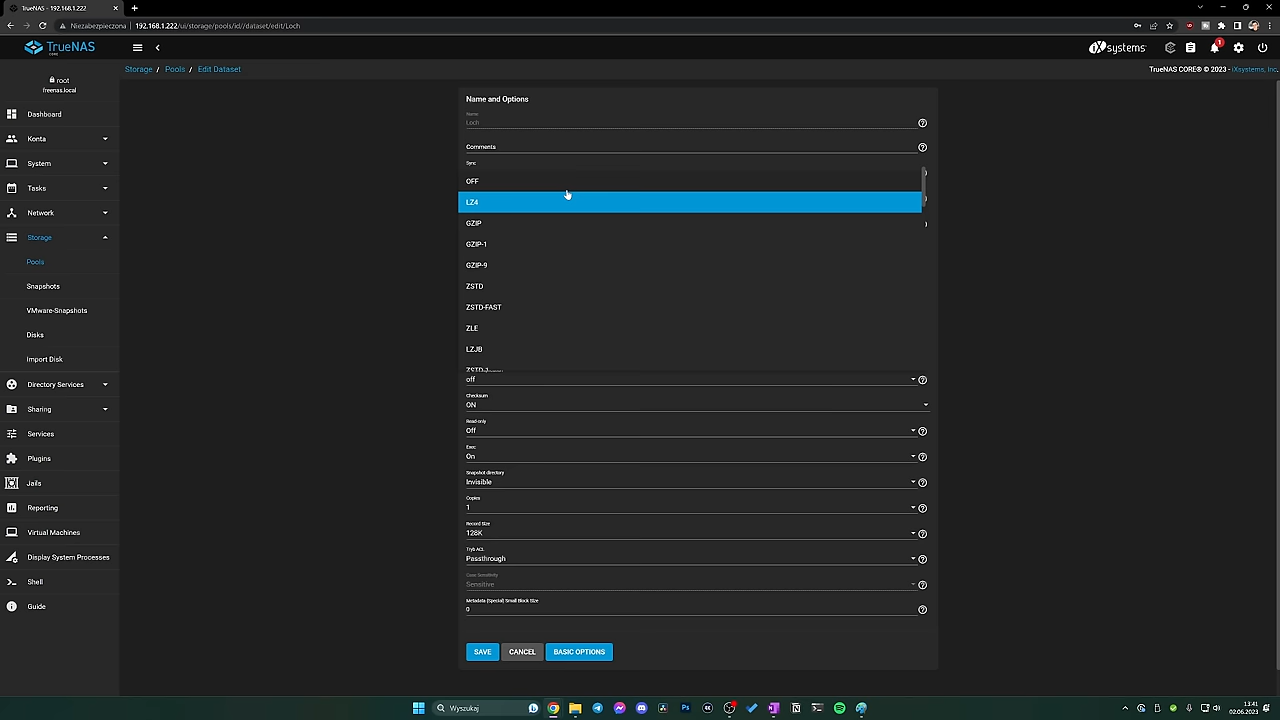 TrueNAS - 192.168.1.222
Niezabezpieczona | 192.168.1.222/ui/storage/pools/id//dataset/edit/Loch
TrueNAS
CORE
iXsystems
1
root
freenas.local
Storage / Pools / Edit Dataset
TrueNAS CORE® © 2023 - iXsystems, Inc.
Dashboard
Konta
System
Tasks
Network
Storage
Pools
Snapshots
VMware-Snapshots
Disks
Import Disk
Directory Services
Sharing
Services
Plugins
Jails
Reporting
Virtual Machines
Display System Processes
Shell
Guide
Name and Options
Name
Loch
Comments
Sync
OFF
LZ4
GZIP
GZIP-1
GZIP-9
ZSTD
ZSTD-FAST
ZLE
LZJB
off
Checksum
ON
Read-only
Off
Exec
On
Snapshot directory
Invisible
Copies
1
Record Size
128K
Tryb ACL
Passthrough
Case Sensitivity
Sensitive
Metadata (Special) Small Block Size
0
SAVE
CANCEL
BASIC OPTIONS
Wyszukaj
13:41
02.06.2023